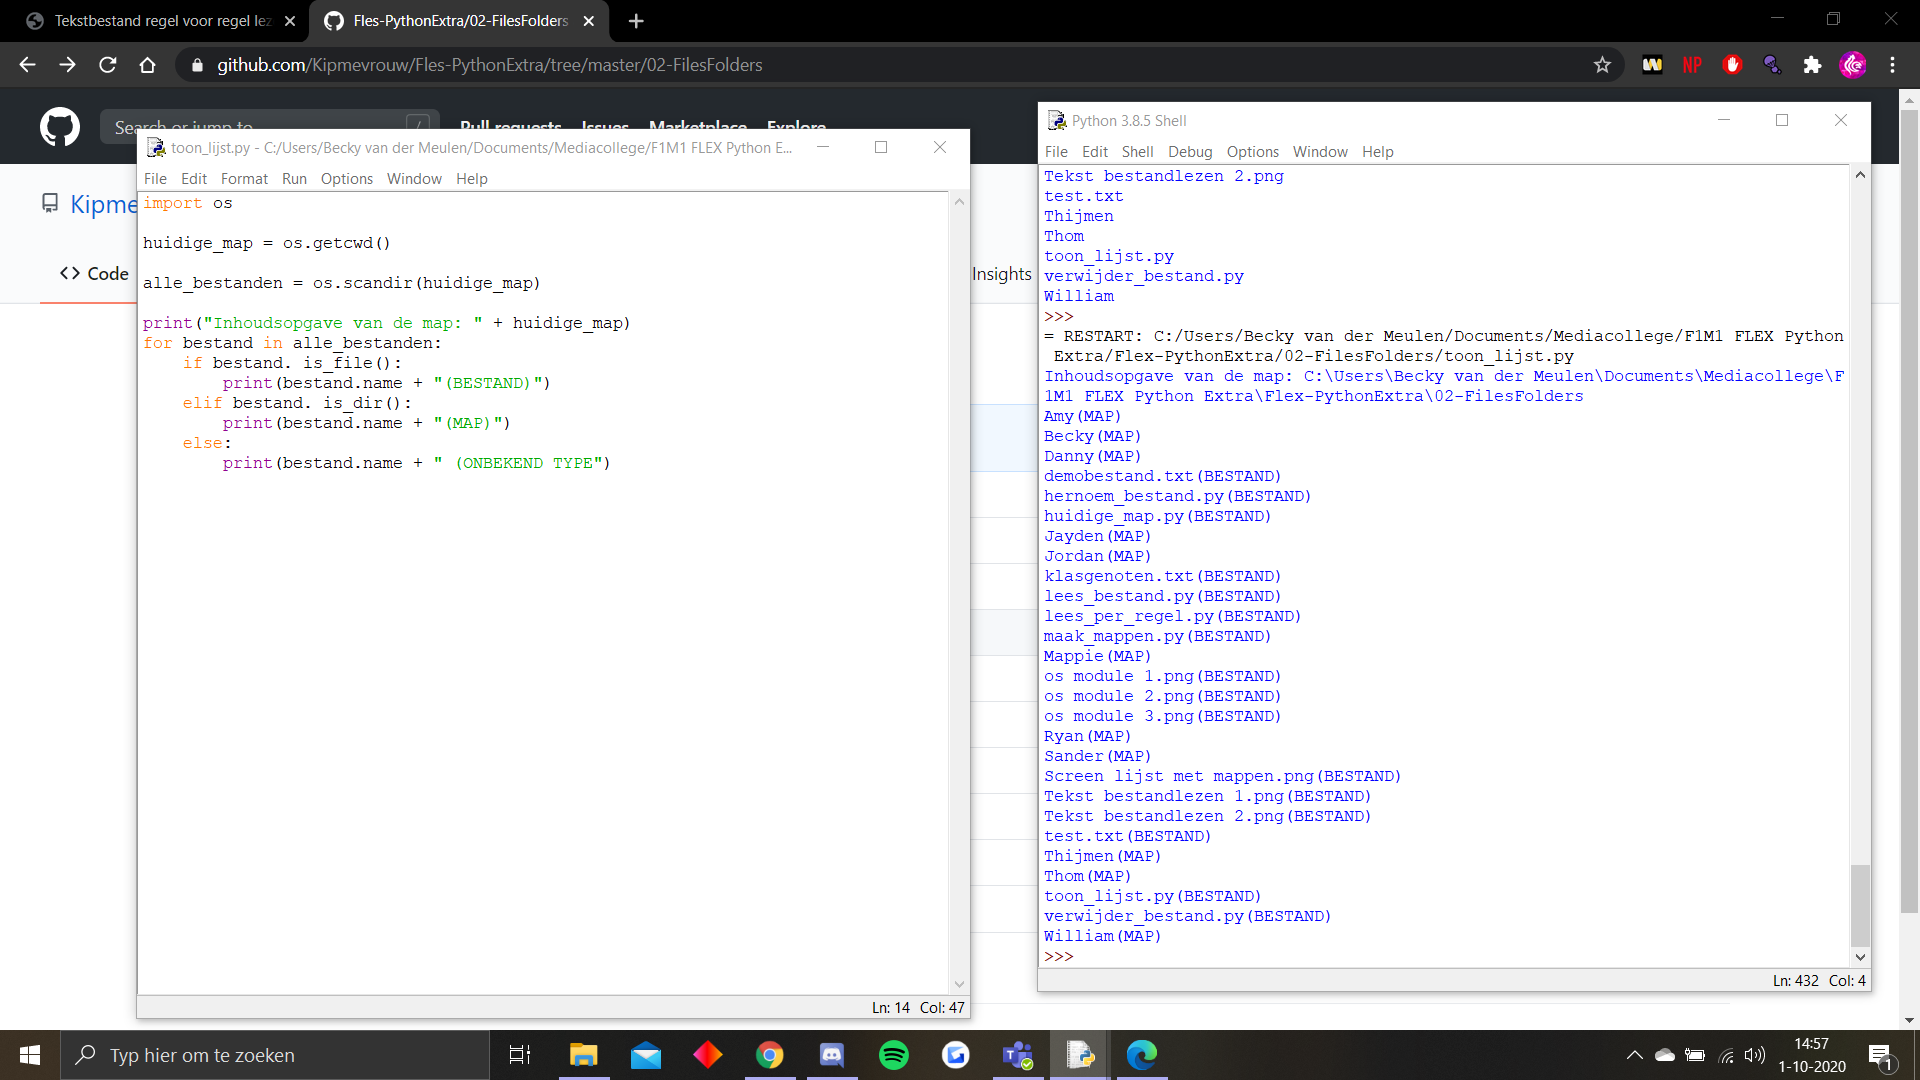 Tekstbestand regel voor regel lez
Fles-PythonExtra/02-FilesFolders
github.com/Kipmevrouw/Fles-PythonExtra/tree/master/02-FilesFolders
Search or jump to...
/
Pull requests Issues Marketplace Explore
Kipme
Code
Insights
toon_lijst.py - C:/Users/Becky van der Meulen/Documents/Mediacollege/F1M1 FLEX Python E...
File Edit Format Run Options Window Help
import os
huidige_map = os.getcwd()
alle_bestanden = os.scandir(huidige_map)
print("Inhoudsopgave van de map: " + huidige_map)
for bestand in alle_bestanden:
    if bestand. is_file():
        print(bestand.name + "(BESTAND)")
    elif bestand. is_dir():
        print(bestand.name + "(MAP)")
    else:
        print(bestand.name + " (ONBEKEND TYPE")
Ln: 14 Col: 47
Python 3.8.5 Shell
File Edit Shell Debug Options Window Help
Tekst bestandlezen 2.png
test.txt
Thijmen
Thom
toon_lijst.py
verwijder_bestand.py
William
>>>
= RESTART: C:/Users/Becky van der Meulen/Documents/Mediacollege/F1M1 FLEX Python
Extra/Flex-PythonExtra/02-FilesFolders/toon_lijst.py
Inhoudsopgave van de map: C:\Users\Becky van der Meulen\Documents\Mediacollege\F
1M1 FLEX Python Extra\Flex-PythonExtra\02-FilesFolders
Amy(MAP)
Becky(MAP)
Danny(MAP)
demobestand.txt(BESTAND)
hernoem_bestand.py(BESTAND)
huidige_map.py(BESTAND)
Jayden(MAP)
Jordan(MAP)
klasgenoten.txt(BESTAND)
lees_bestand.py(BESTAND)
lees_per_regel.py(BESTAND)
maak_mappen.py(BESTAND)
Mappie(MAP)
os module 1.png(BESTAND)
os module 2.png(BESTAND)
os module 3.png(BESTAND)
Ryan(MAP)
Sander(MAP)
Screen lijst met mappen.png(BESTAND)
Tekst bestandlezen 1.png(BESTAND)
Tekst bestandlezen 2.png(BESTAND)
test.txt(BESTAND)
Thijmen(MAP)
Thom(MAP)
toon_lijst.py(BESTAND)
verwijder_bestand.py(BESTAND)
William(MAP)
>>>
Ln: 432 Col: 4
Typ hier om te zoeken
14:57
1-10-2020
1
NP